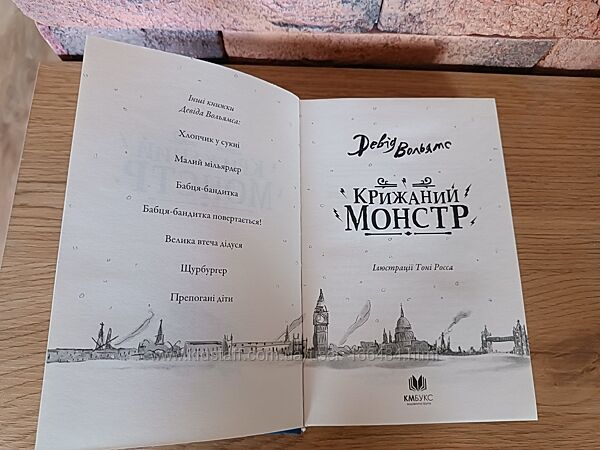 Інші книжки
Девіда Вольямса:
Хлопчик у сукні
Малий мільярдер
Бабця-бандитка
Бабця-бандитка повертається!
Велика втеча дідуся
Щурбургер
Препогані діти
Девід Вольямс
Крижаний
Монстр
Ілюстрації Тоні Росса
КМБУКС